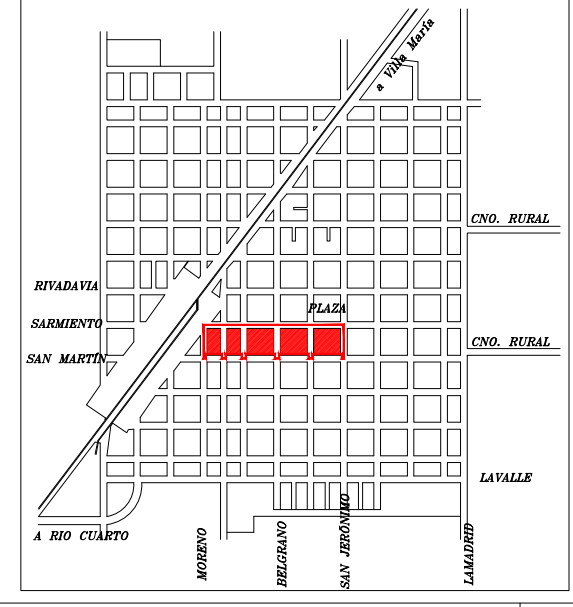 a Villa María
CNO. RURAL
RIVADAVIA
PLAZA
SARMIENTO
CNO. RURAL
SAN MARTÍN
LAVALLE
A RIO CUARTO
MORENO
BELGRANO
SAN JERÓNIMO
LAMADRID